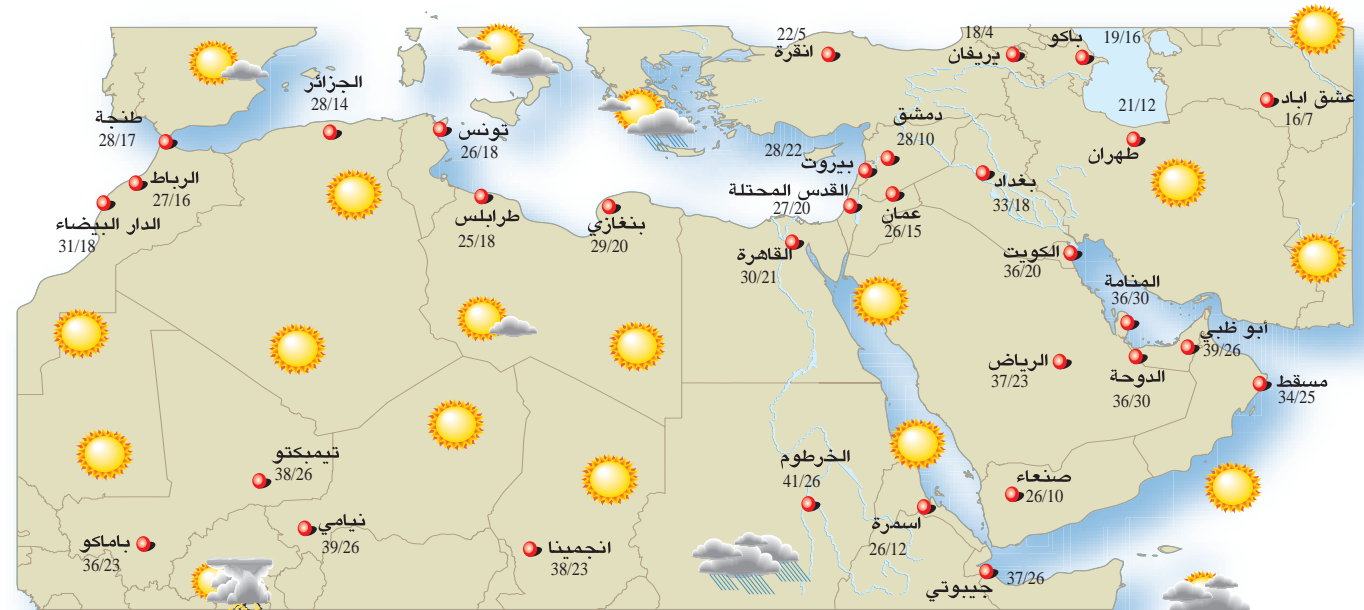 22/5
انقرة
18/4
يريفان
19/16
باكو
عشق اباد
16/7
21/12
طهران
الجزائر
28/14
طنجة
28/17
تونس
26/18
دمشق
28/10
28/22
بيروت
الرباط
27/16
بغداد
33/18
القدس المحتلة
27/20
عمان
26/15
الدار البيضاء
31/18
طرابلس
25/18
بنغازي
29/20
القاهرة
30/21
الكويت
36/20
المنامة
36/30
أبو ظبي
39/26
الرياض
37/23
الدوحة
36/30
مسقط
34/25
تيمبكتو
38/26
الخرطوم
41/26
صنعاء
26/10
نيامي
39/26
باماكو
36/23
انجمينا
38/23
اسمرة
26/12
37/26
جيبوتي